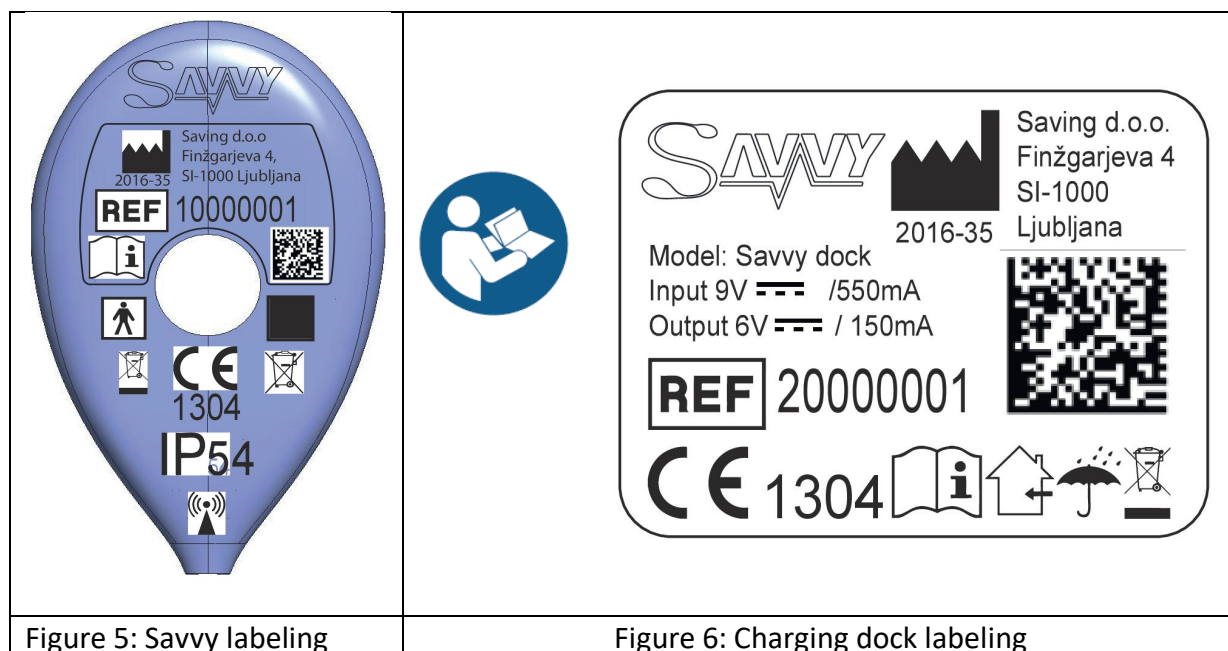 SAVVY
Saving d.o.o
Finžgarjeva 4,
SI-1000 Ljubljana
2016-35
REF 10000001
i
CE
1304
IP54
Figure 5: Savvy labeling
SAVVY
2016-35
Saving d.o.o.
Finžgarjeva 4
SI-1000
Ljubljana
Model: Savvy dock
Input 9V /550mA
Output 6V / 150mA
REF 20000001
CE 1304 i
Figure 6: Charging dock labeling